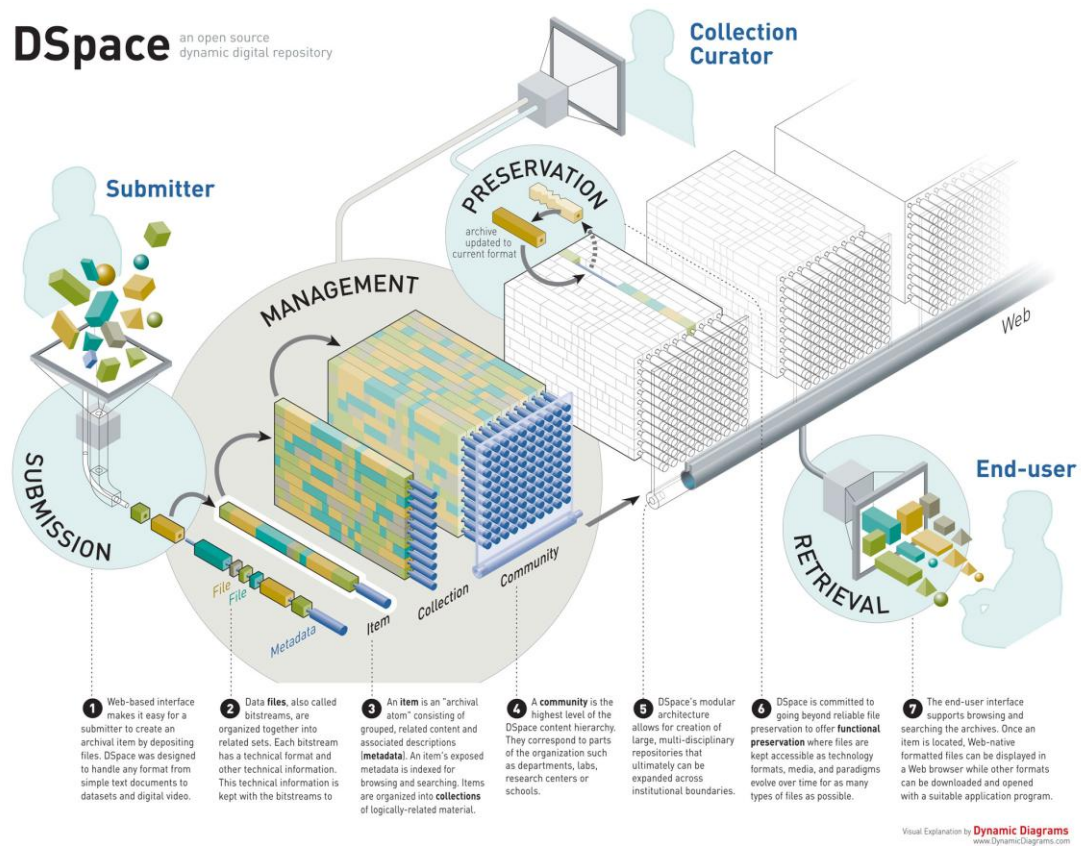 DSpace
an open source
dynamic digital repository
Collection
Curator
Submitter
PRESERVATION
archive
updated to
current format
MANAGEMENT
Web
SUBMISSION
End-user
RETRIEVAL
File
File
Metadata
Item
Collection
Community
1 Web-based interface
makes it easy for a
submitter to create an
archival item by depositing
files. DSpace was designed
to handle any format from
simple text documents to
datasets and digital video.
2 Data files, also called
bitstreams, are
organized together into
related sets. Each bitstream
has a technical format and
other technical information.
This technical information is
kept with the bitstreams to
3 An item is an "archival
atom" consisting of
grouped, related content and
associated descriptions
(metadata). An item's exposed
metadata is indexed for
browsing and searching. Items
are organized into collections
of logically-related material.
4 A community is the
highest level of the
DSpace content hierarchy.
They correspond to parts
of the organization such
as departments, labs,
research centers or
schools.
5 DSpace's modular
architecture
allows for creation of
large, multi-disciplinary
repositories that
ultimately can be
expanded across
institutional boundaries.
6 DSpace is committed to
going beyond reliable file
preservation to offer functional
preservation where files are
kept accessible as technology
formats, media, and paradigms
evolve over time for as many
types of files as possible.
7 The end-user interface
supports browsing and
searching the archives. Once an
item is located, Web-native
formatted files can be displayed in
a Web browser while other formats
can be downloaded and opened
with a suitable application program.
Visual Explanation by Dynamic Diagrams
www.DynamicDiagrams.com